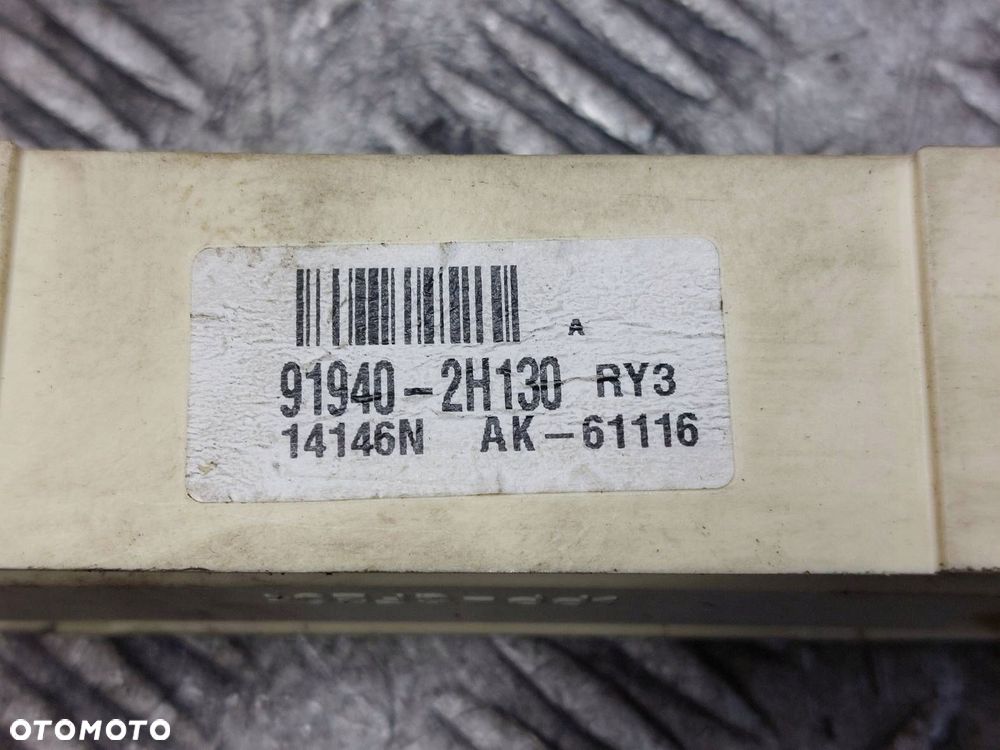 A
91940-2H130 RY3
14146N AK-61116
OTOMOTO